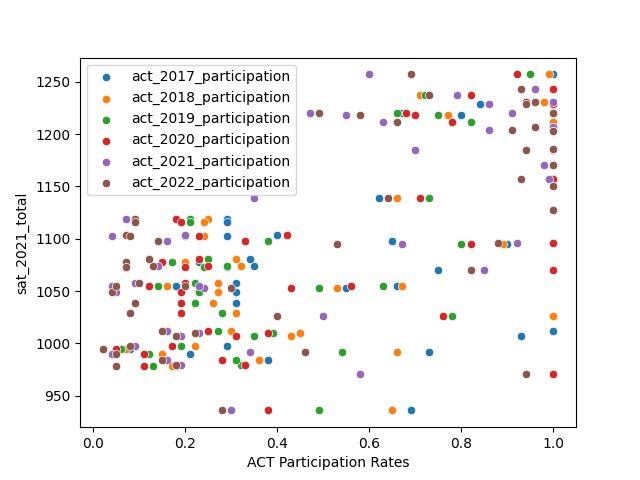 act_2017_participation
act_2018_participation
act_2019_participation
act_2020_participation
act_2021_participation
act_2022_participation
1250
1200
1150
1100
1050
1000
950
sat_2021_total
0.0 0.2 0.4 0.6 0.8 1.0
ACT Participation Rates